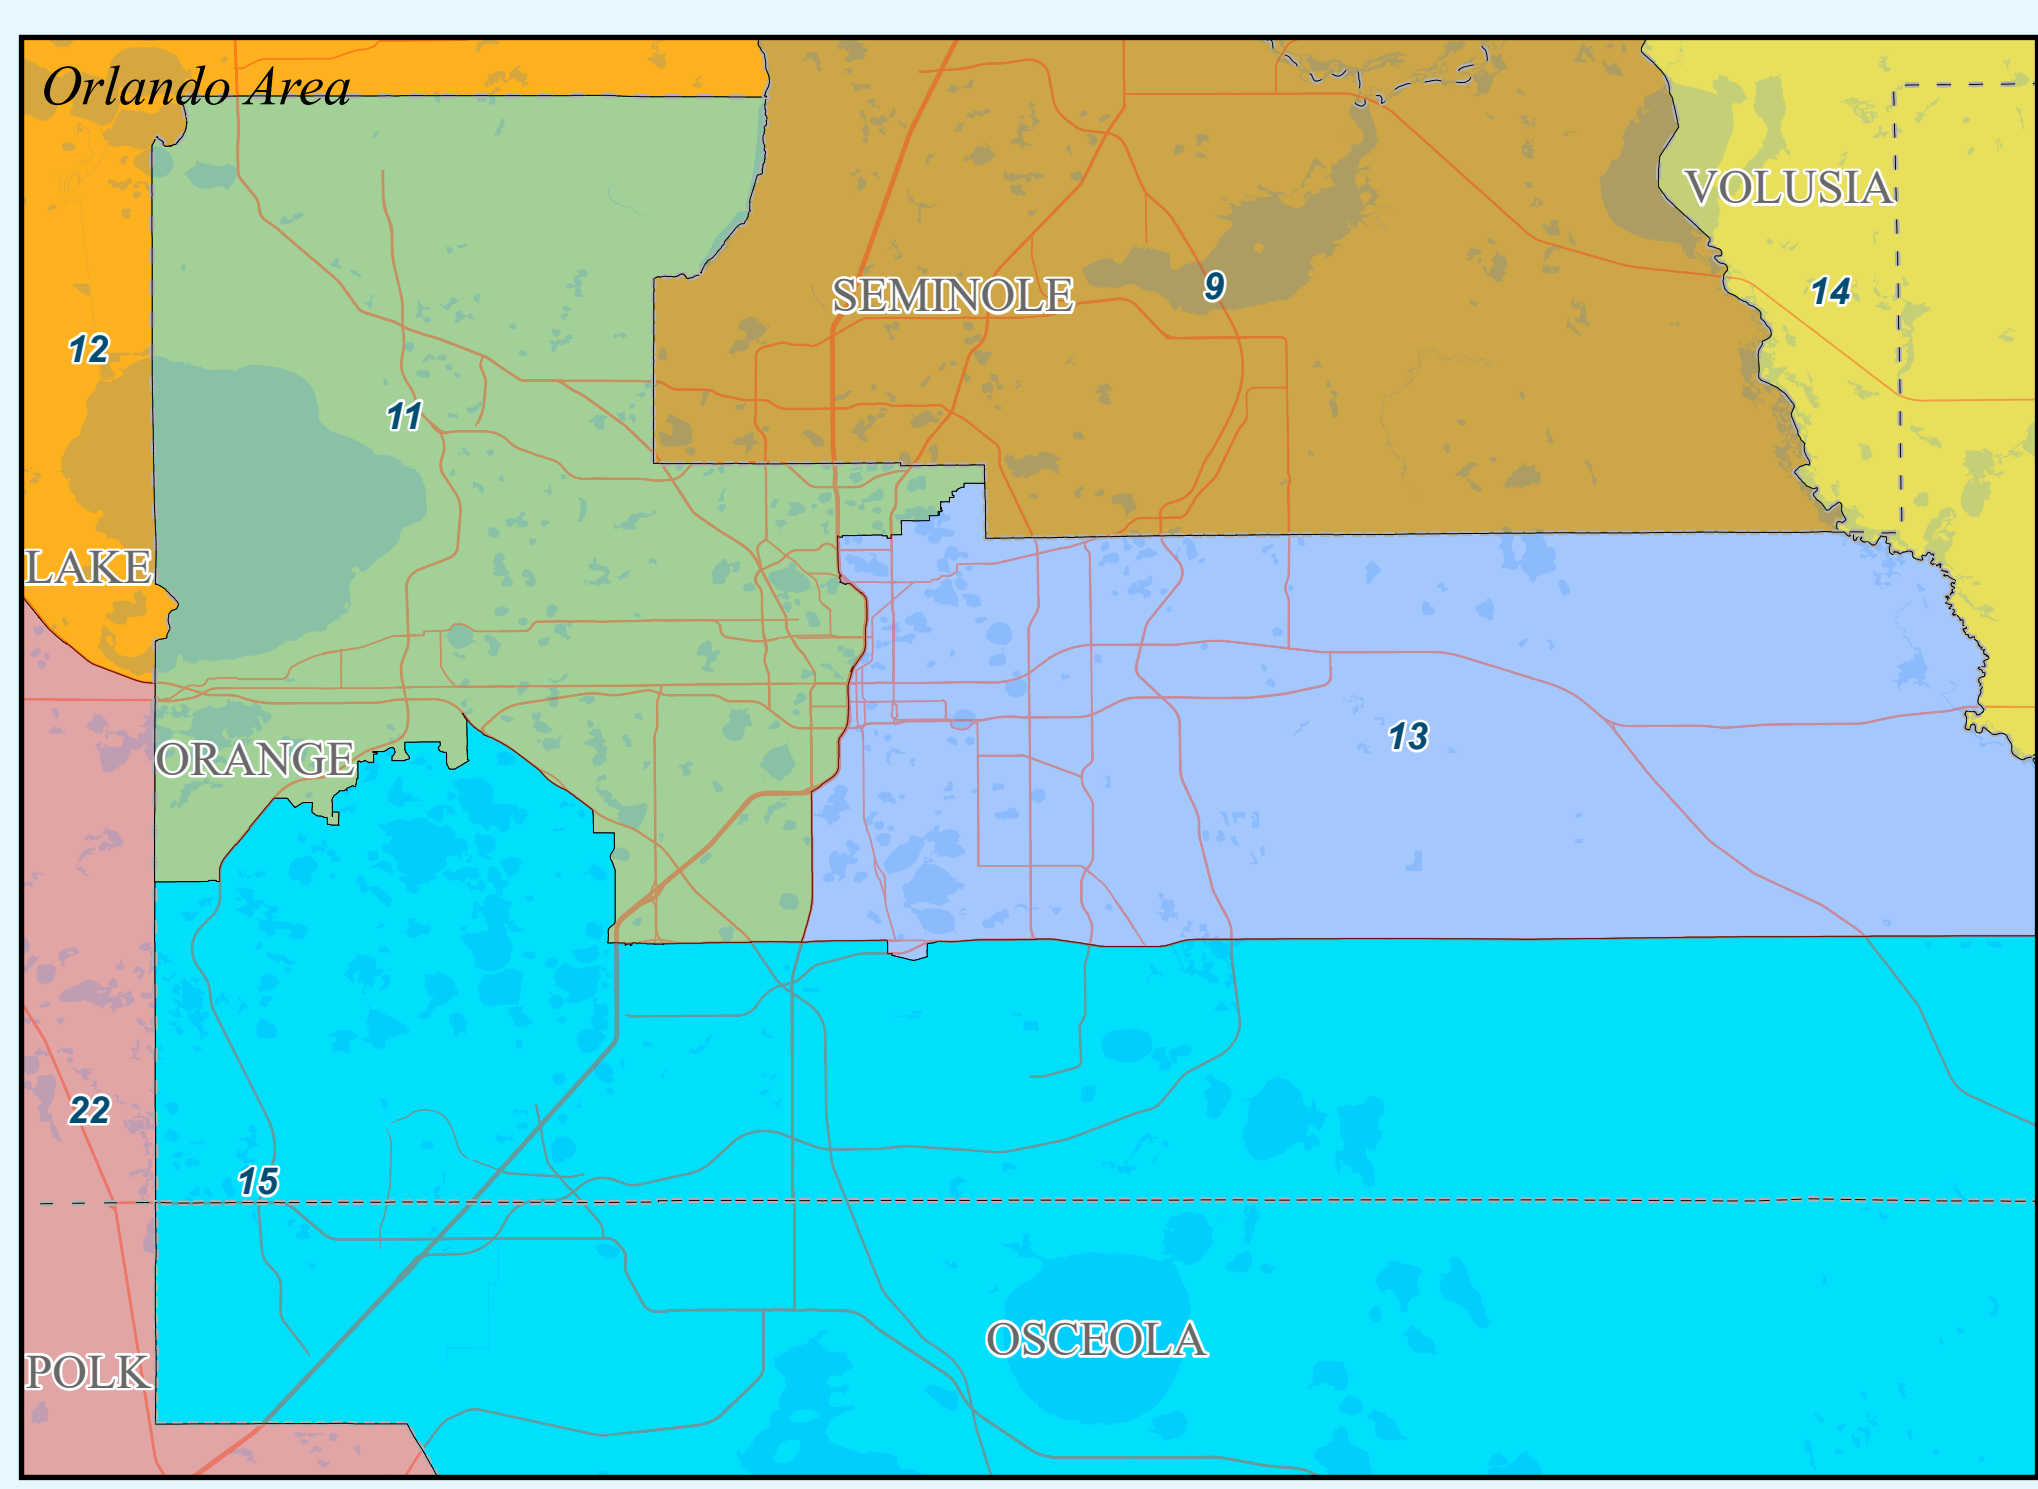 Orlando Area
VOLUSIA
SEMINOLE
9
14
12
11
LAKE
13
ORANGE
22
15
OSCEOLA
POLK